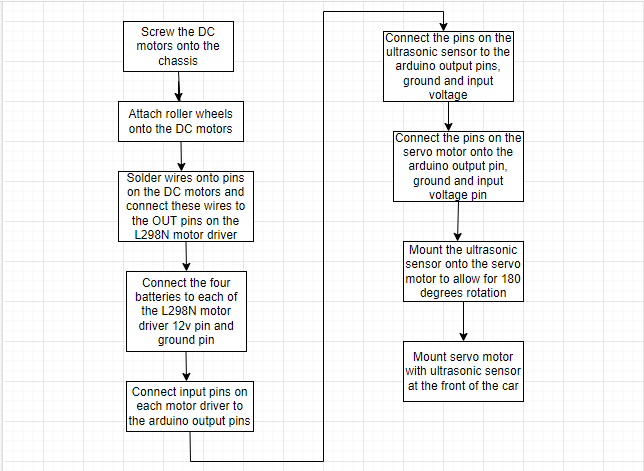 Screw the DC
motors onto the
chassis
Attach roller wheels
onto the DC motors
Solder wires onto pins
on the DC motors and
connect these wires to
the OUT pins on the
L298N motor driver
Connect the four
batteries to each of
the L298N motor
driver 12v pin and
ground pin
Connect input pins on
each motor driver to
the arduino output pins
Connect the pins on the
ultrasonic sensor to the
arduino output pins,
ground and input
voltage
Connect the pins on the
servo motor onto the
arduino output pin,
ground and input
voltage pin
Mount the ultrasonic
sensor onto the servo
motor to allow for 180
degrees rotation
Mount servo motor
with ultrasonic sensor
at the front of the car